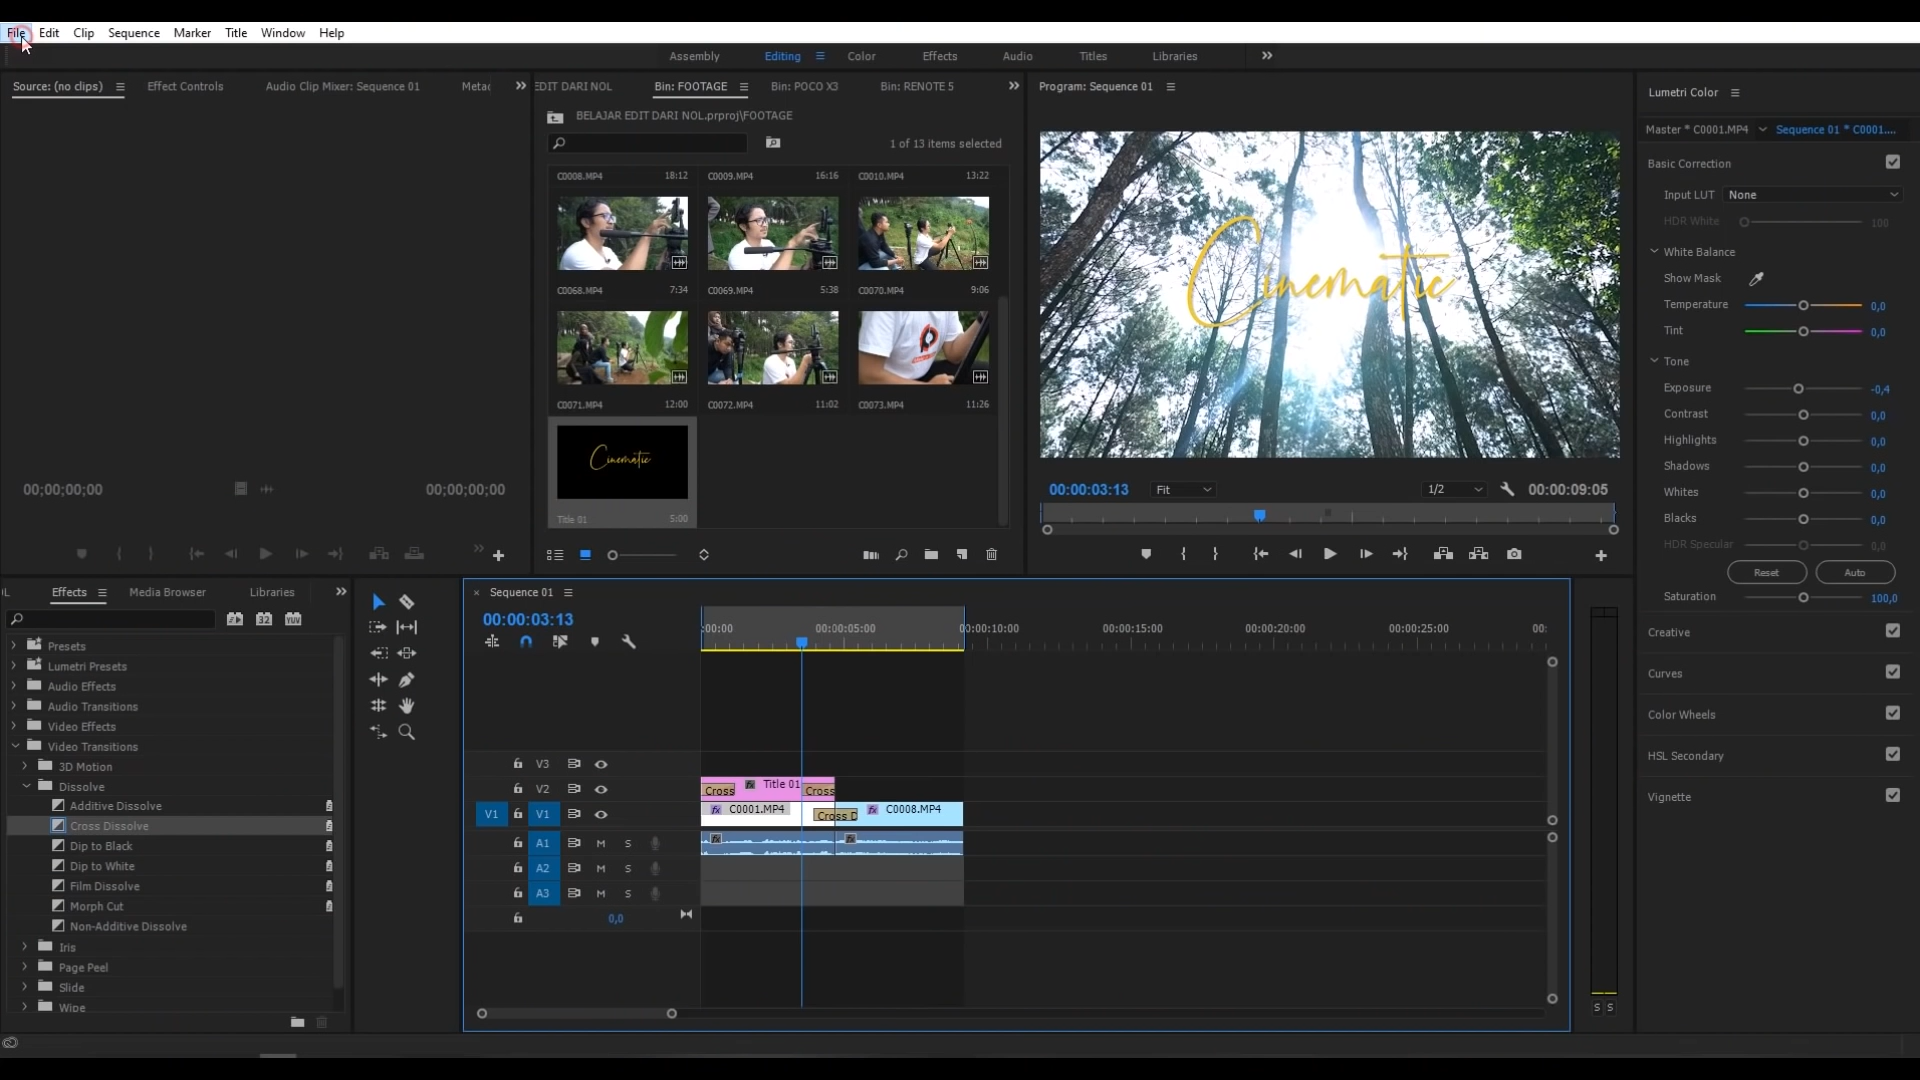 File Edit Clip Sequence Marker Title Window Help
Assembly Editing Color Effects Audio Titles Libraries
Source: (no clips) Effect Controls Audio Clip Mixer: Sequence 01 Metac
EDIT DARI NOL Bin: FOOTAGE Bin: POCO X3 Bin: RENOTE 5
BELAJAR EDIT DARI NOL.prproj\FOOTAGE
1 of 13 items selected
C0008.MP4 18:12 C0009.MP4 16:16 C0010.MP4 13:22
C0068.MP4 7:34 C0069.MP4 5:38 C0070.MP4 9:06
C0071.MP4 12:00 C0072.MP4 11:02 C0073.MP4 11:26
Cinematic
Title 01 5:00
00;00;00;00 00;00;00;00
Program: Sequence 01
Cinematic
00:00:03:13 Fit 1/2 00:00:09:05
Lumetri Color
Master * C0001.MP4 Sequence 01 * C0001....
Basic Correction
Input LUT None
HDR White 100
White Balance
Show Mask
Temperature 0,0
Tint 0,0
Tone
Exposure -0,4
Contrast 0,0
Highlights 0,0
Shadows 0,0
Whites 0,0
Blacks 0,0
HDR Specular 0,0
Reset Auto
Saturation 100,0
Creative
Curves
Color Wheels
HSL Secondary
Vignette
OL Effects Media Browser Libraries
32 YUV
Presets
Lumetri Presets
Audio Effects
Audio Transitions
Video Effects
Video Transitions
3D Motion
Dissolve
Additive Dissolve
Cross Dissolve
Dip to Black
Dip to White
Film Dissolve
Morph Cut
Non-Additive Dissolve
Iris
Page Peel
Slide
Wipe
× Sequence 01
00:00:03:13
:00:00 00:00:05:00 00:00:10:00 00:00:15:00 00:00:20:00 00:00:25:00 00:
V3
V2 Cross fx Title 01 Cross
V1 V1 fx C0001.MP4 Cross D fx C0008.MP4
A1 M S fx fx
A2 M S
A3 M S
0,0
S S